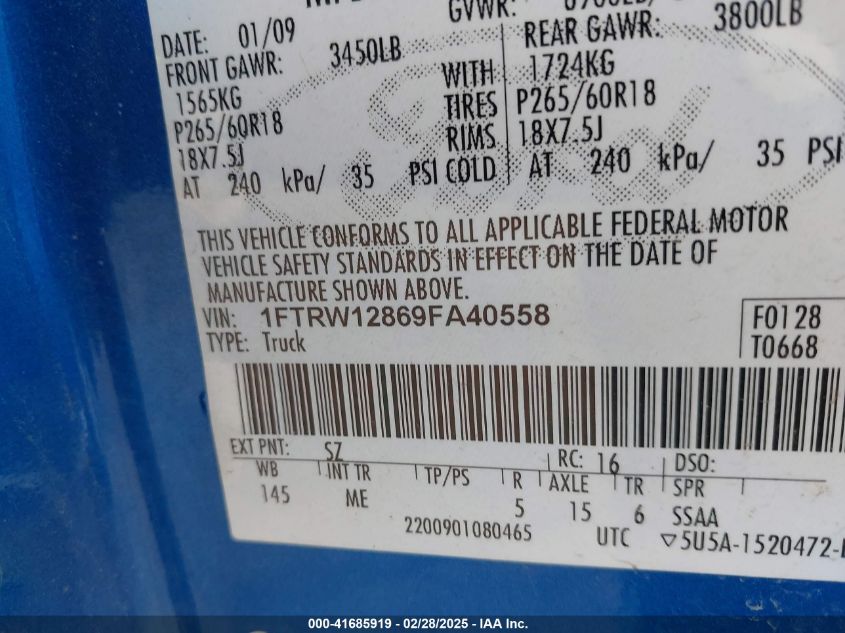 GVWR:
DATE: 01/09
FRONT GAWR: 3450LB REAR GAWR: 3800LB
1565KG WITH 1724KG
P265/60R18 TIRES P265/60R18
18X7.5J RIMS 18X7.5J
AT 240 kPa/ 35 PSI COLD AT 240 kPa/ 35 PSI
Ford
THIS VEHICLE CONFORMS TO ALL APPLICABLE FEDERAL MOTOR
VEHICLE SAFETY STANDARDS IN EFFECT ON THE DATE OF
MANUFACTURE SHOWN ABOVE.
VIN: 1FTRW12869FA40558 F0128
TYPE: Truck T0668
EXT PNT: SZ RC: 16 DSO:
WB INT TR TP/PS R AXLE TR SPR
145 ME 5 15 6 SSAA
2200901080465 UTC ▽5U5A-1520472-
000-41685919 - 02/28/2025 - IAA Inc.